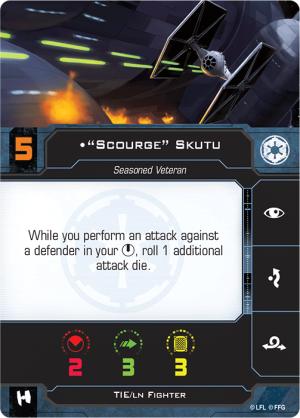 5
•“Scourge” Skutu
Seasoned Veteran
While you perform an attack against
a defender in your , roll 1 additional
attack die.
2 3 3
TIE/ln Fighter
©LFL ©FFG